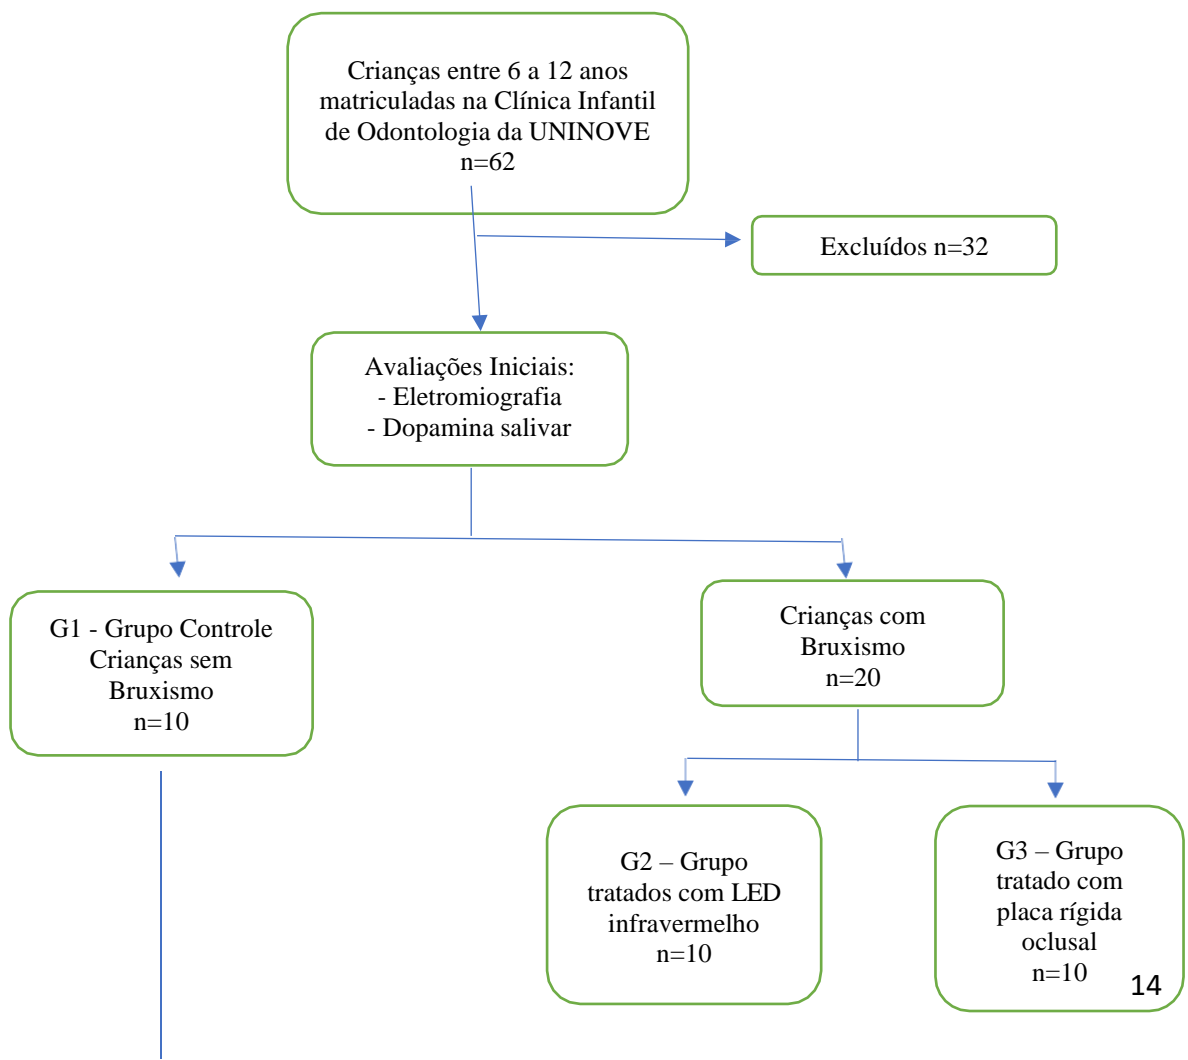 Crianças entre 6 a 12 anos
matriculadas na Clínica Infantil
de Odontologia da UNINOVE
n=62
Excluídos n=32
Avaliações Iniciais:
- Eletromiografia
- Dopamina salivar
G1 - Grupo Controle
Crianças sem
Bruxismo
n=10
Crianças com
Bruxismo
n=20
G2 – Grupo
tratados com LED
infravermelho
n=10
G3 – Grupo
tratado com
placa rígida
oclusal
n=10
14